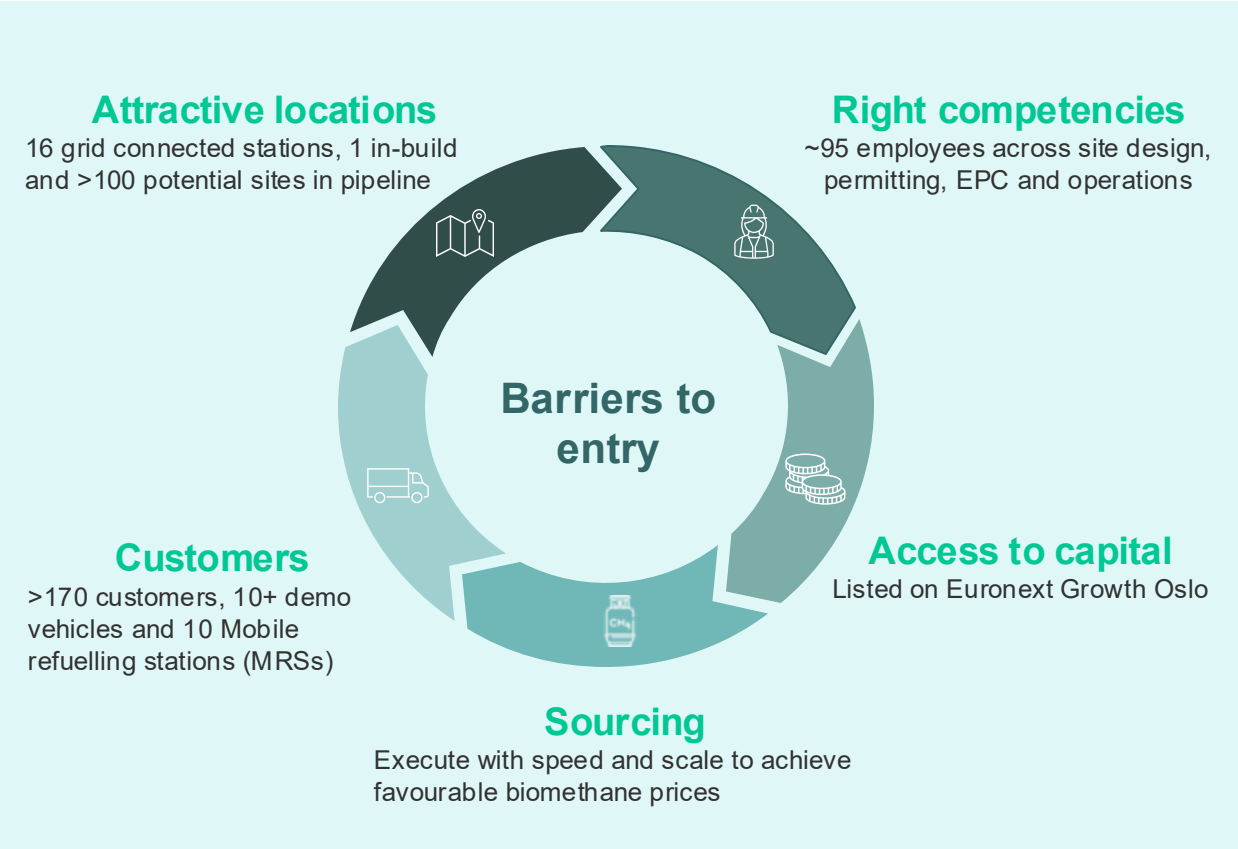 Attractive locations
16 grid connected stations, 1 in-build
and >100 potential sites in pipeline
Right competencies
~95 employees across site design,
permitting, EPC and operations
Barriers to
entry
Access to capital
Listed on Euronext Growth Oslo
Customers
>170 customers, 10+ demo
vehicles and 10 Mobile
refuelling stations (MRSs)
CH₄
Sourcing
Execute with speed and scale to achieve
favourable biomethane prices